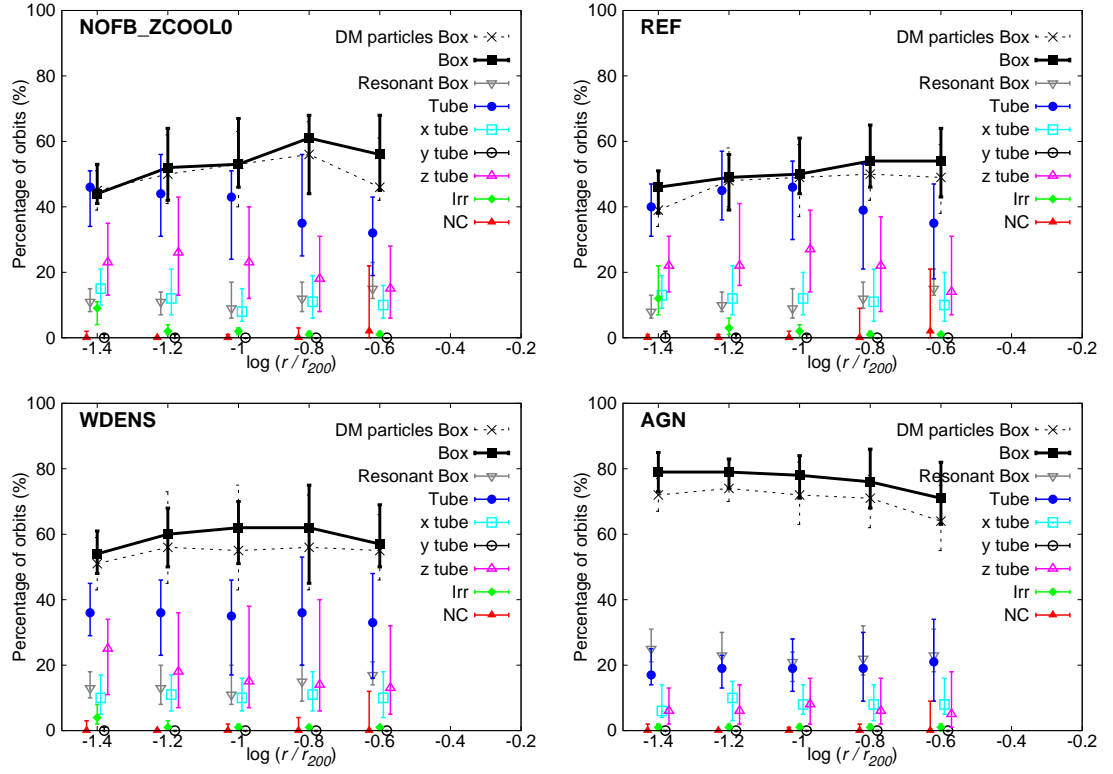 NOFB_ZCOOL0
DM particles Box
Box
Resonant Box
Tube
x tube
y tube
z tube
Irr
NC
Percentage of orbits (%)
100
80
60
40
20
0
-1.4 -1.2 -1 -0.8 -0.6 -0.4 -0.2
log (r / r200)
REF
DM particles Box
Box
Resonant Box
Tube
x tube
y tube
z tube
Irr
NC
Percentage of orbits (%)
100
80
60
40
20
0
-1.4 -1.2 -1 -0.8 -0.6 -0.4 -0.2
log (r / r200)
WDENS
DM particles Box
Box
Resonant Box
Tube
x tube
y tube
z tube
Irr
NC
Percentage of orbits (%)
100
80
60
40
20
0
-1.4 -1.2 -1 -0.8 -0.6 -0.4 -0.2
log (r / r200)
AGN
DM particles Box
Box
Resonant Box
Tube
x tube
y tube
z tube
Irr
NC
Percentage of orbits (%)
100
80
60
40
20
0
-1.4 -1.2 -1 -0.8 -0.6 -0.4 -0.2
log (r / r200)